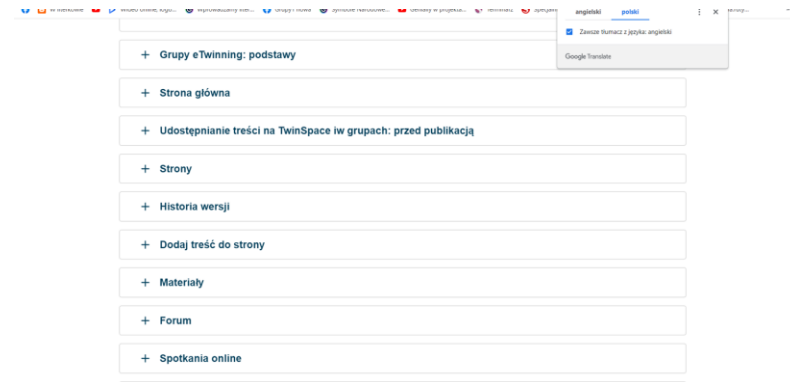 angielski polski
Zawsze tłumacz z języka: angielski
Google Translate
+ Grupy eTwinning: podstawy
+ Strona główna
+ Udostępnianie treści na TwinSpace iw grupach: przed publikacją
+ Strony
+ Historia wersji
+ Dodaj treść do strony
+ Materiały
+ Forum
+ Spotkania online